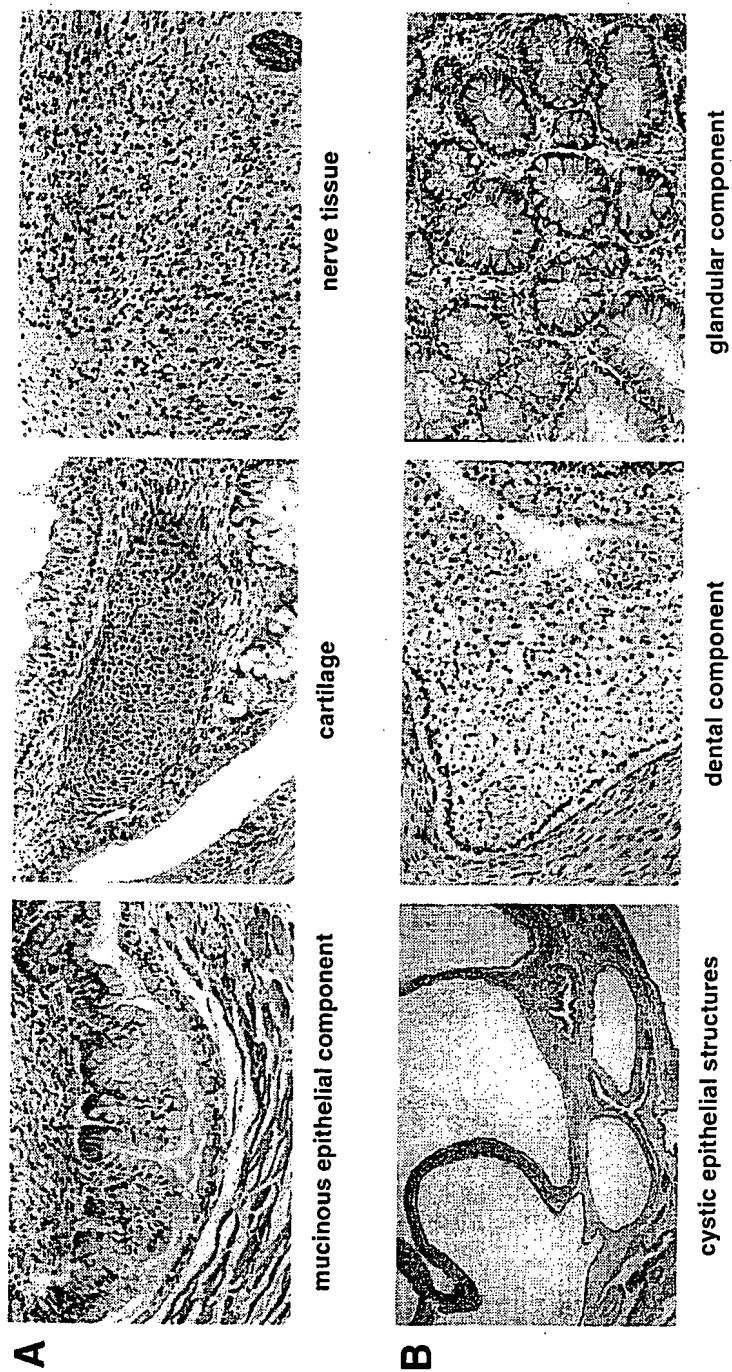 A
mucinous epithelial component
cartilage
nerve tissue
B
cystic epithelial structures
dental component
glandular component